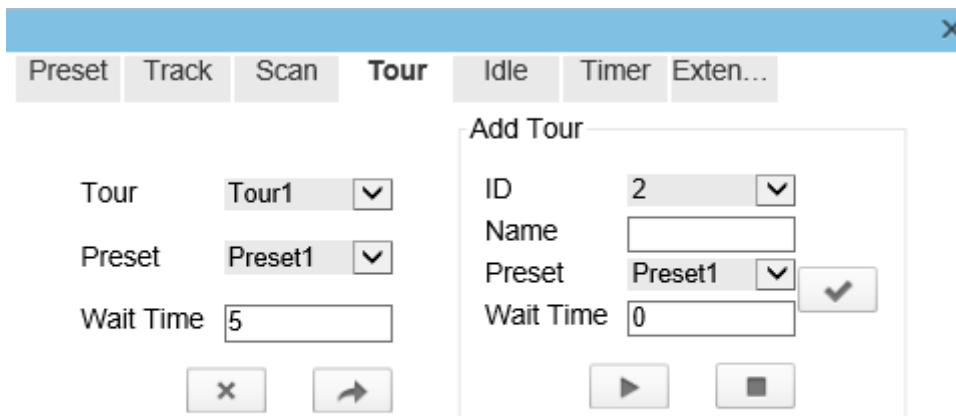 Preset Track Scan Tour Idle Timer Exten...
Add Tour
Tour Tour1
Preset Preset1
Wait Time 5
ID 2
Name
Preset Preset1
Wait Time 0